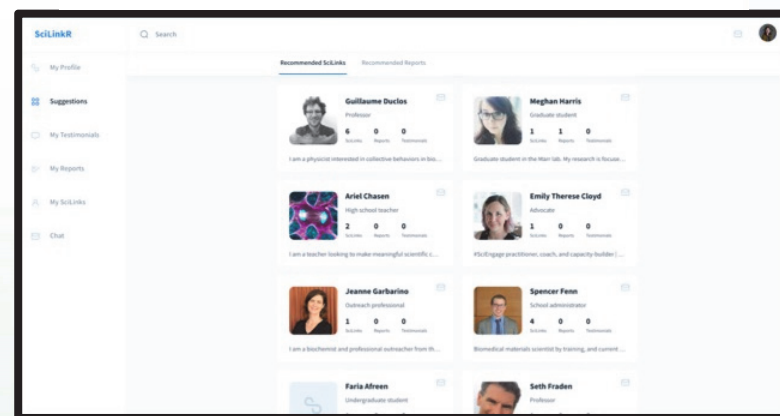 SciLinkR
Search
My Profile
Suggestions
My Testimonials
My Reports
My SciLinks
Chat
Recommended SciLinks Recommended Reports
Guillaume Duclos
Professor
6 0 0
SciLinks Reports Testimonials
I am a physicist interested in collective behaviors in bio...
Meghan Harris
Graduate student
1 1 0
SciLinks Reports Testimonials
Graduate student in the Marr lab. My research is focuse...
Ariel Chasen
High school teacher
2 0 0
SciLinks Reports Testimonials
I am a teacher looking to make meaningful scientific c...
Emily Therese Cloyd
Advocate
1 0 0
SciLinks Reports Testimonials
#SciEngage practitioner, coach, and capacity-builder | ...
Jeanne Garbarino
Outreach professional
1 0 0
SciLinks Reports Testimonials
I am a biochemist and professional outreacher from th...
Spencer Fenn
School administrator
4 0 0
SciLinks Reports Testimonials
Biomedical materials scientist by training, and current ...
Faria Afreen
Undergraduate student
Seth Fraden
Professor